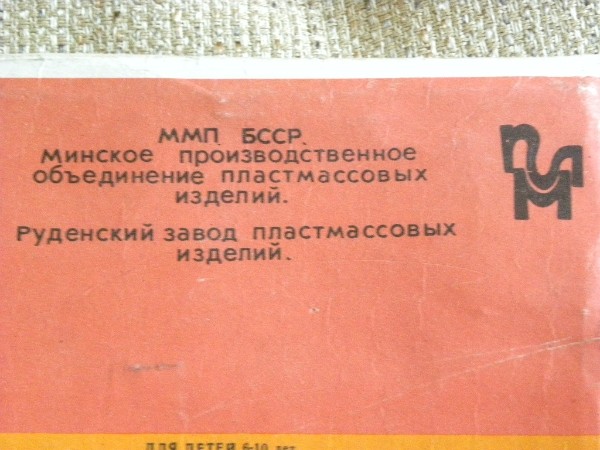 ММП БССР.
Минское производственное
объединение пластмассовых
изделий.
Руденский завод пластмассовых
изделий.
ДЛЯ ДЕТЕЙ 6-10 лет